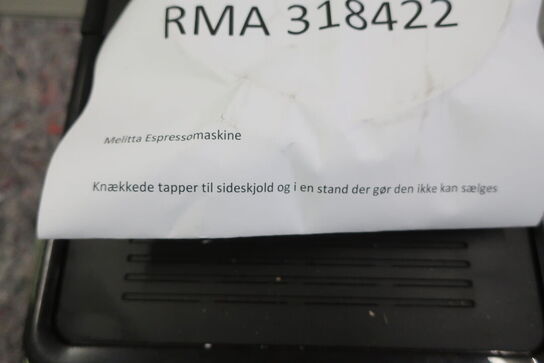 RMA 318422
Melitta Espressomaskine
Knækkede tapper til sideskjold og i en stand der gør den ikke kan sælges